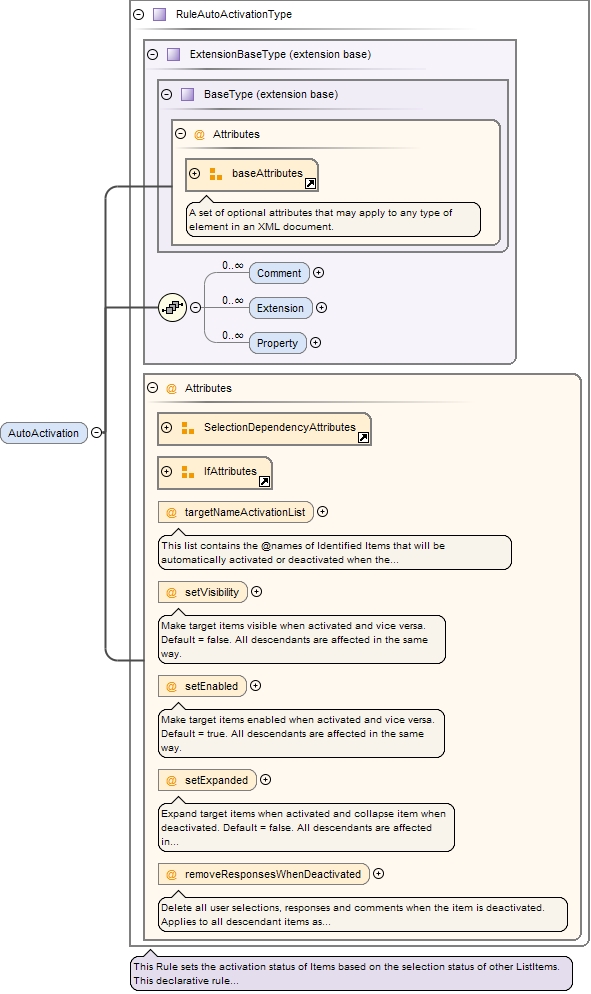 RuleAutoActivationType
ExtensionBaseType (extension base)
BaseType (extension base)
@ Attributes
baseAttributes
A set of optional attributes that may apply to any type of
element in an XML document.
0..∞
Comment
0..∞
Extension
0..∞
Property
AutoActivation
@ Attributes
SelectionDependencyAttributes
IfAttributes
@ targetNameActivationList
This list contains the @names of Identified Items that will be
automatically activated or deactivated when the...
@ setVisibility
Make target items visible when activated and vice versa.
Default = false. All descendants are affected in the same
way.
@ setEnabled
Make target items enabled when activated and vice versa.
Default = true. All descendants are affected in the same
way.
@ setExpanded
Expand target items when activated and collapse item when
deactivated. Default = false. All descendants are affected
in...
@ removeResponsesWhenDeactivated
Delete all user selections, responses and comments when the item is deactivated.
Applies to all descendant items as...
This Rule sets the activation status of Items based on the selection status of other ListItems.
This declarative rule...